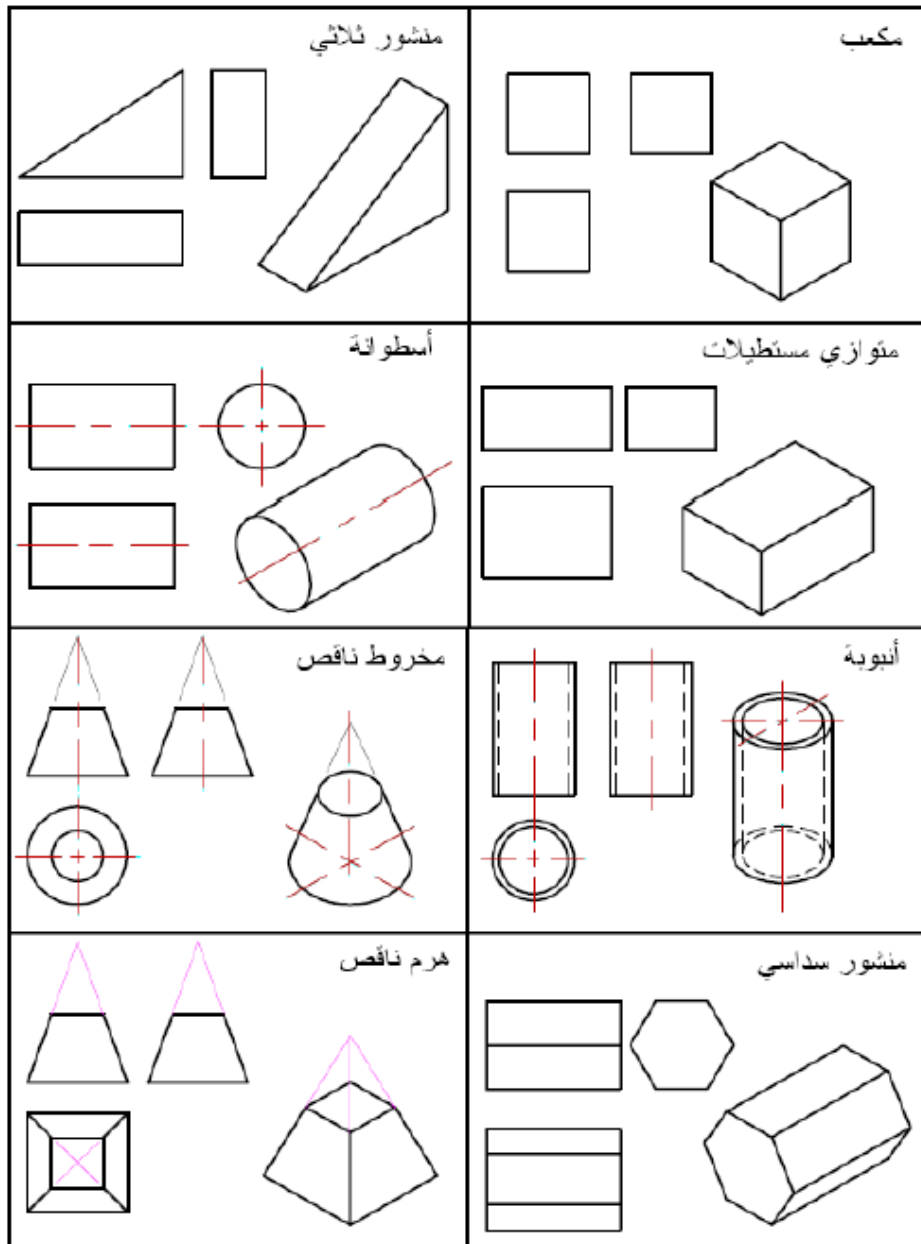 مكعب
منشور ثلاثي
متوازي مستطيلات
أسطوانة
أنبوبة
مخروط ناقص
منشور سداسي
هرم ناقص